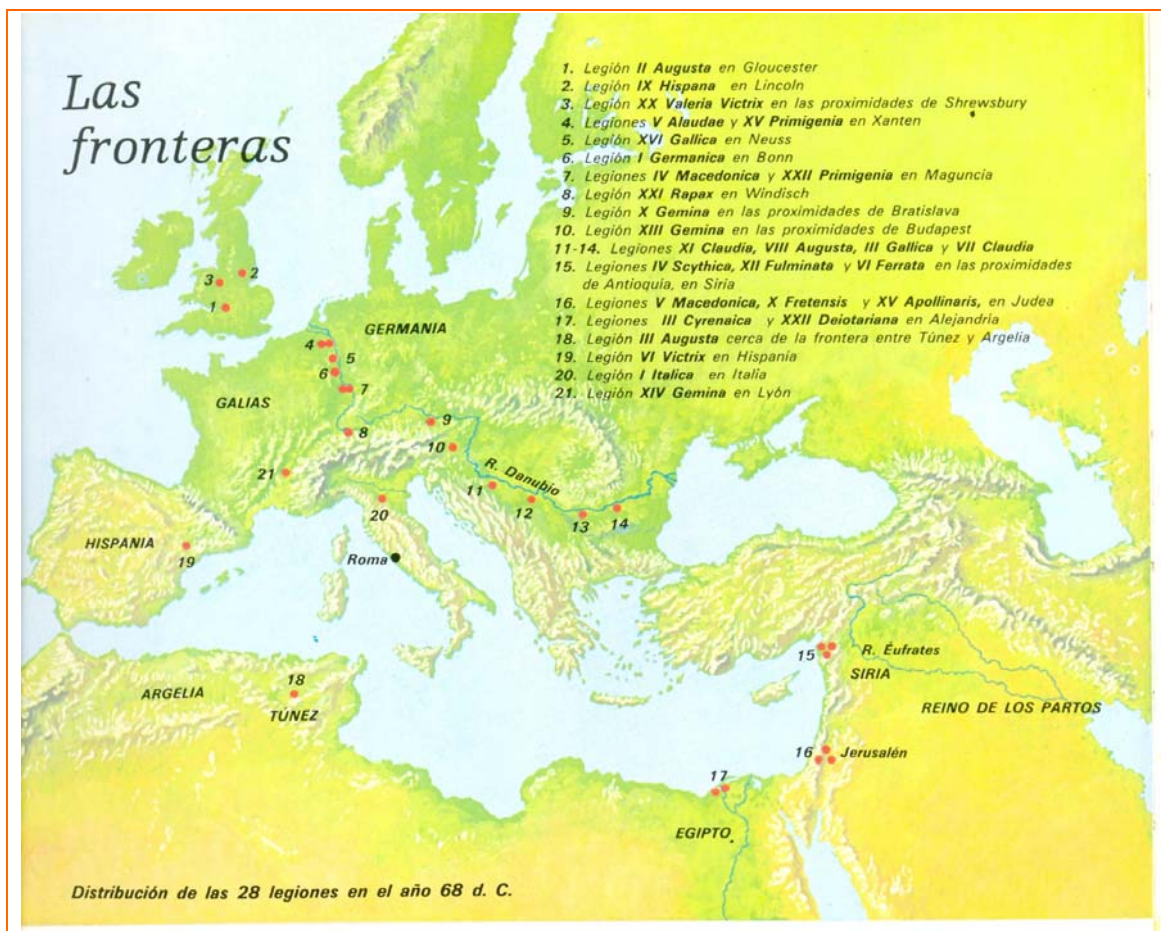 Las
fronteras
1. Legión II Augusta en Gloucester
2. Legión IX Hispana en Lincoln
3. Legión XX Valeria Victrix en las proximidades de Shrewsbury
4. Legiones V Alaudae y XV Primigenia en Xanten
5. Legión XVI Gallica en Neuss
6. Legión I Germanica en Bonn
7. Legiones IV Macedonica y XXII Primigenia en Maguncia
8. Legión XXI Rapax en Windisch
9. Legión X Gemina en las proximidades de Bratislava
10. Legión XIII Gemina en las proximidades de Budapest
11-14. Legiones XI Claudia, VIII Augusta, III Gallica y VII Claudia
15. Legiones IV Scythica, XII Fulminata y VI Ferrata en las proximidades
de Antioquía, en Siria
16. Legiones V Macedonica, X Fretensis y XV Apollinaris, en Judea
17. Legiones III Cyrenaica y XXII Deiotariana en Alejandría
18. Legión III Augusta cerca de la frontera entre Túnez y Argelia
19. Legión VI Victrix en Hispania
20. Legión I Italica en Italia
21. Legión XIV Gemina en Lyón
2
3
1
GERMANIA
4
5
6
7
GALIAS
8
9
10
21
R. Danubio
11
12
13
14
20
HISPANIA
19
Roma
18
ARGELIA
TÚNEZ
15
R. Éufrates
SIRIA
REINO DE LOS PARTOS
16
Jerusalén
17
EGIPTO
Distribución de las 28 legiones en el año 68 d. C.